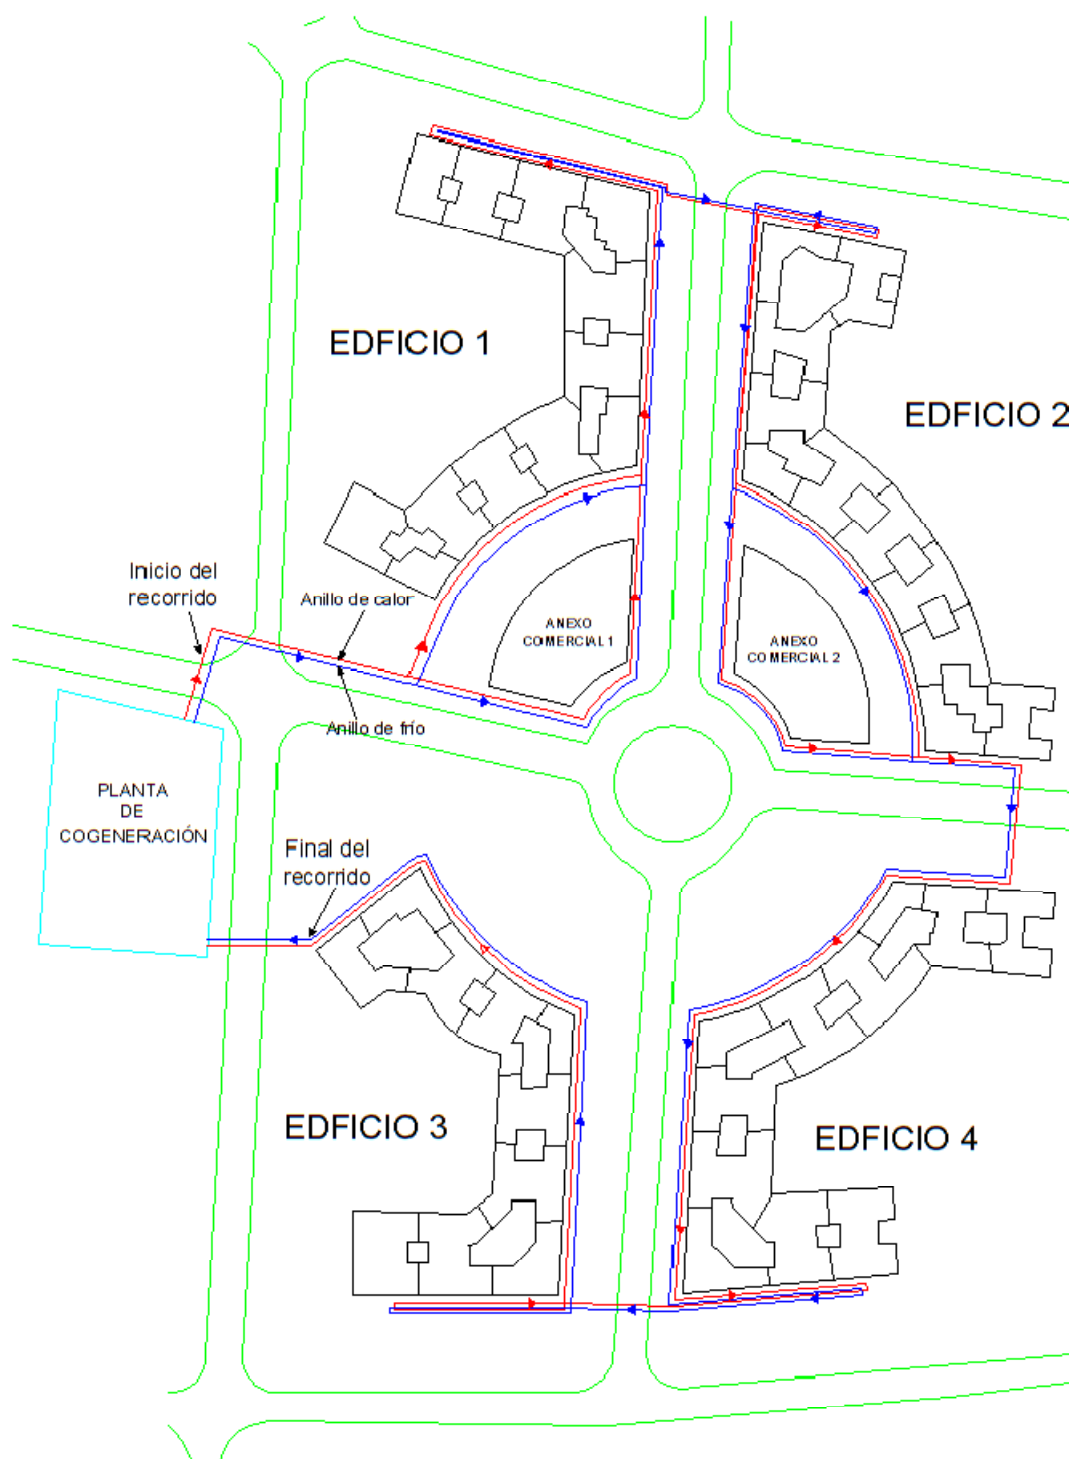 EDFICIO 1
EDFICIO 2
Inicio del
recorrido
Anillo de calor
ANEXO
COMERCIAL 1
ANEXO
COMERCIAL 2
Anillo de frío
PLANTA
DE
COGENERACIÓN
Final del
recorrido
EDFICIO 3
EDFICIO 4